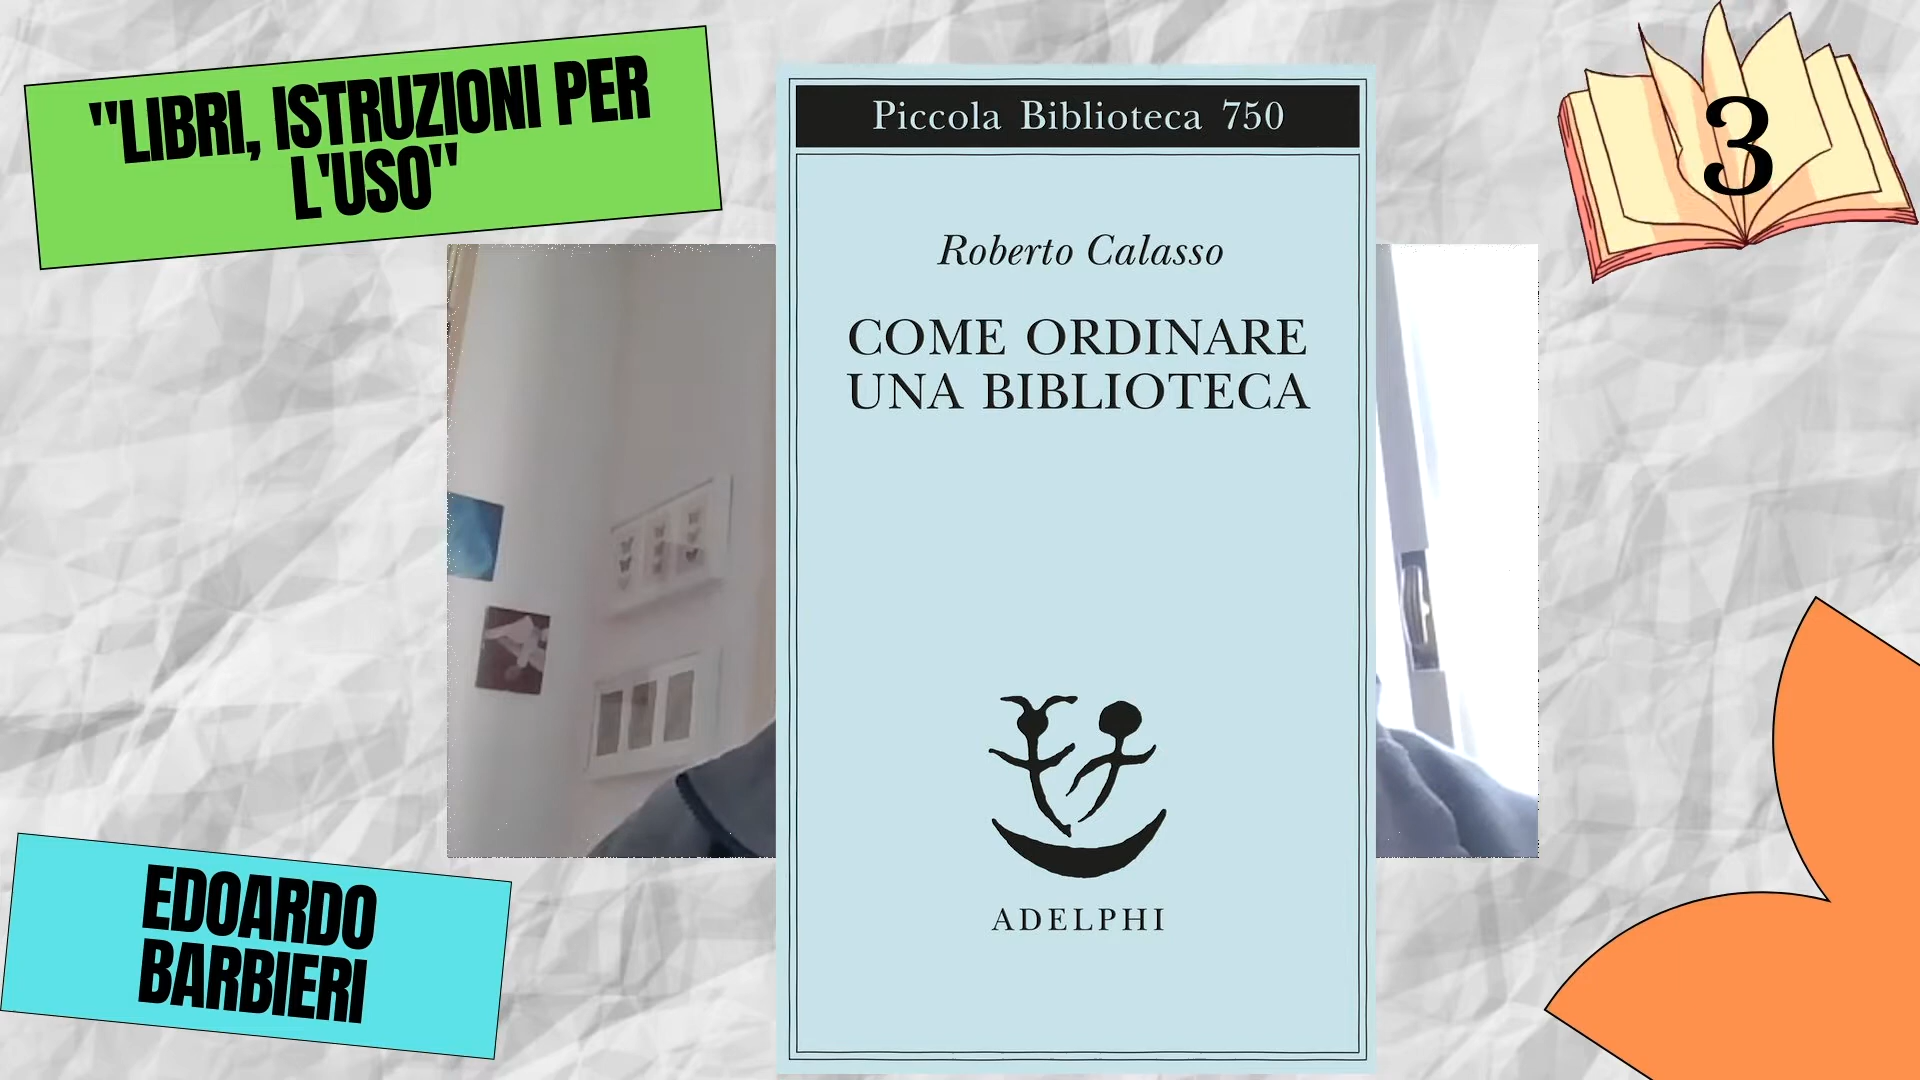 "LIBRI, ISTRUZIONI PER
L'USO"
Piccola Biblioteca 750
Roberto Calasso
COME ORDINARE
UNA BIBLIOTECA
ADELPHI
3
EDOARDO
BARBIERI